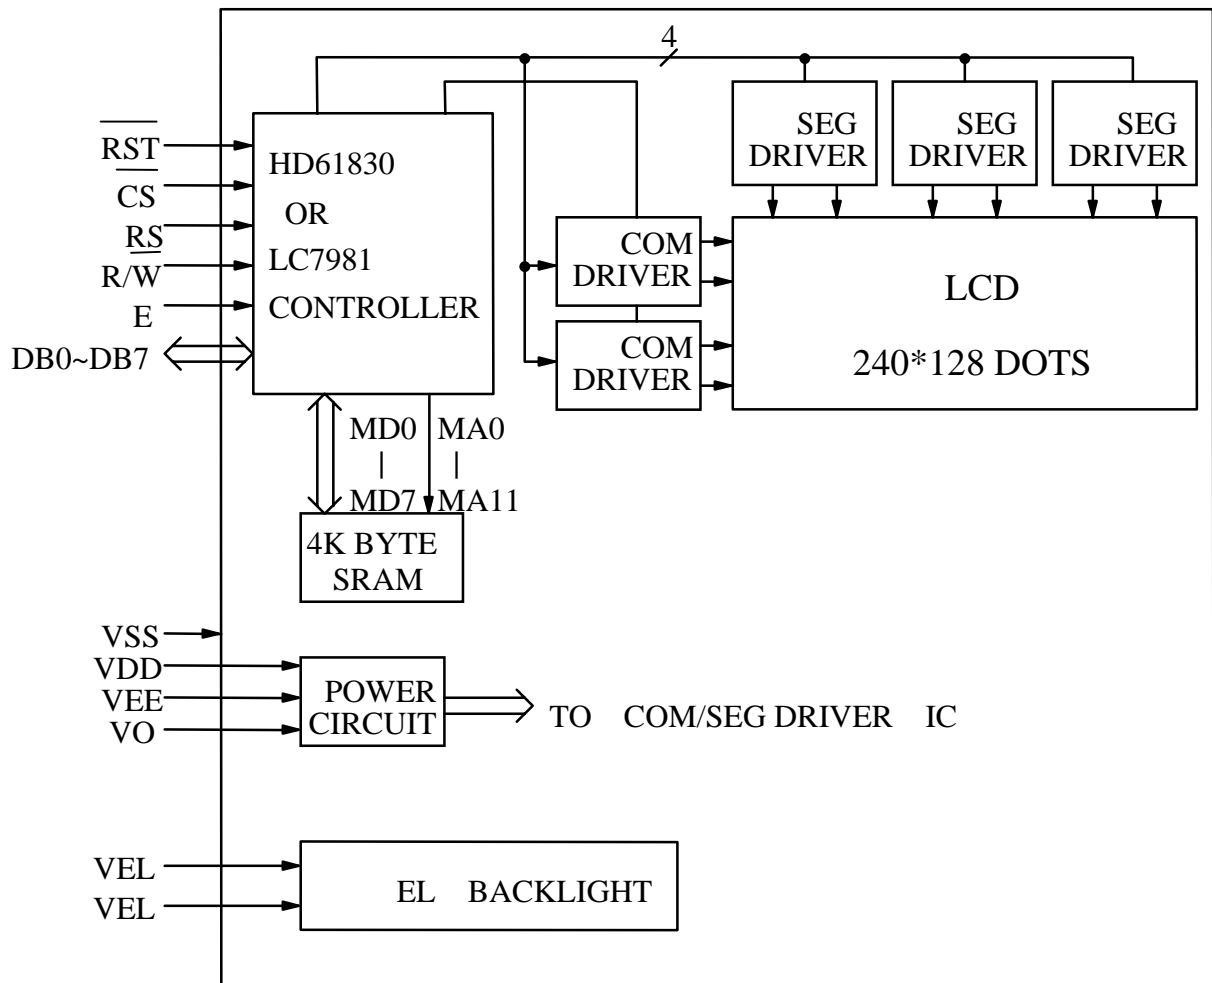 4
SEG
DRIVER
SEG
DRIVER
SEG
DRIVER
RST
CS
RS
R/W
E
DB0~DB7
HD61830
OR
LC7981
CONTROLLER
COM
DRIVER
COM
DRIVER
LCD
240*128 DOTS
MD0 MA0
| |
MD7 MA11
4K BYTE
SRAM
VSS
VDD
VEE
VO
POWER
CIRCUIT
TO COM/SEG DRIVER IC
VEL
VEL
EL BACKLIGHT